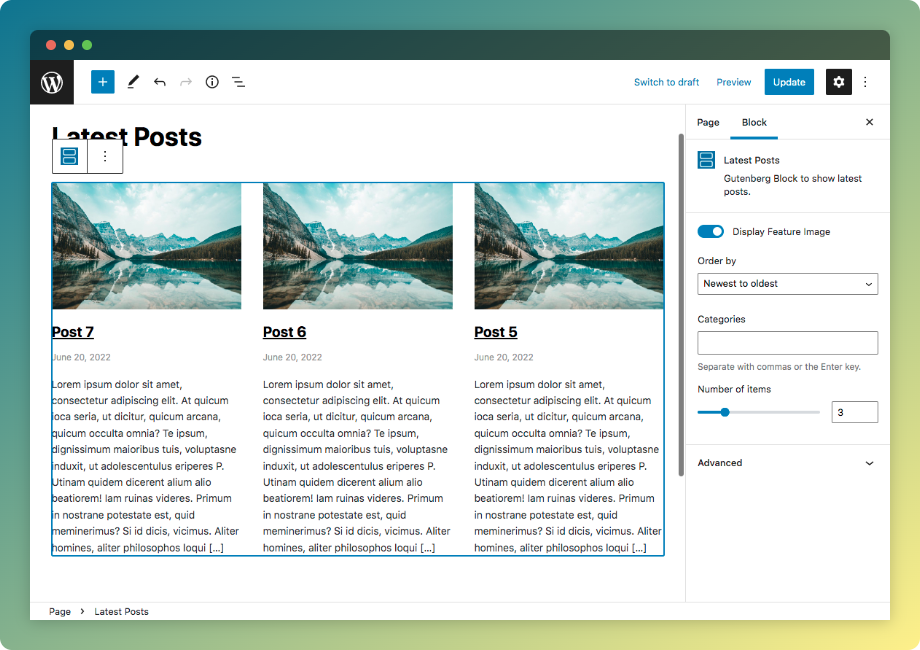 Switch to draft
Preview
Update
Latest Posts
Post 7
June 20, 2022
Lorem ipsum dolor sit amet,
consectetur adipiscing elit. At quicum
ioca seria, ut dicitur, quicum arcana,
quicum occulta omnia? Te ipsum,
dignissimum maioribus tuis, voluptasne
induxit, ut adolescentulus eriperes P.
Utinam quidem dicerent alium alio
beatiorem! Iam ruinas videres. Primum
in nostrane potestate est, quid
meminerimus? Si id dicis, vicimus. Aliter
homines, aliter philosophos loqui [...]
Post 6
June 20, 2022
Lorem ipsum dolor sit amet,
consectetur adipiscing elit. At quicum
ioca seria, ut dicitur, quicum arcana,
quicum occulta omnia? Te ipsum,
dignissimum maioribus tuis, voluptasne
induxit, ut adolescentulus eriperes P.
Utinam quidem dicerent alium alio
beatiorem! Iam ruinas videres. Primum
in nostrane potestate est, quid
meminerimus? Si id dicis, vicimus. Aliter
homines, aliter philosophos loqui [...]
Post 5
June 20, 2022
Lorem ipsum dolor sit amet,
consectetur adipiscing elit. At quicum
ioca seria, ut dicitur, quicum arcana,
quicum occulta omnia? Te ipsum,
dignissimum maioribus tuis, voluptasne
induxit, ut adolescentulus eriperes P.
Utinam quidem dicerent alium alio
beatiorem! Iam ruinas videres. Primum
in nostrane potestate est, quid
meminerimus? Si id dicis, vicimus. Aliter
homines, aliter philosophos loqui [...]
Page
Block
Latest Posts
Gutenberg Block to show latest
posts.
Display Feature Image
Order by
Newest to oldest
Categories
Separate with commas or the Enter key.
Number of items
3
Advanced
Page
Latest Posts